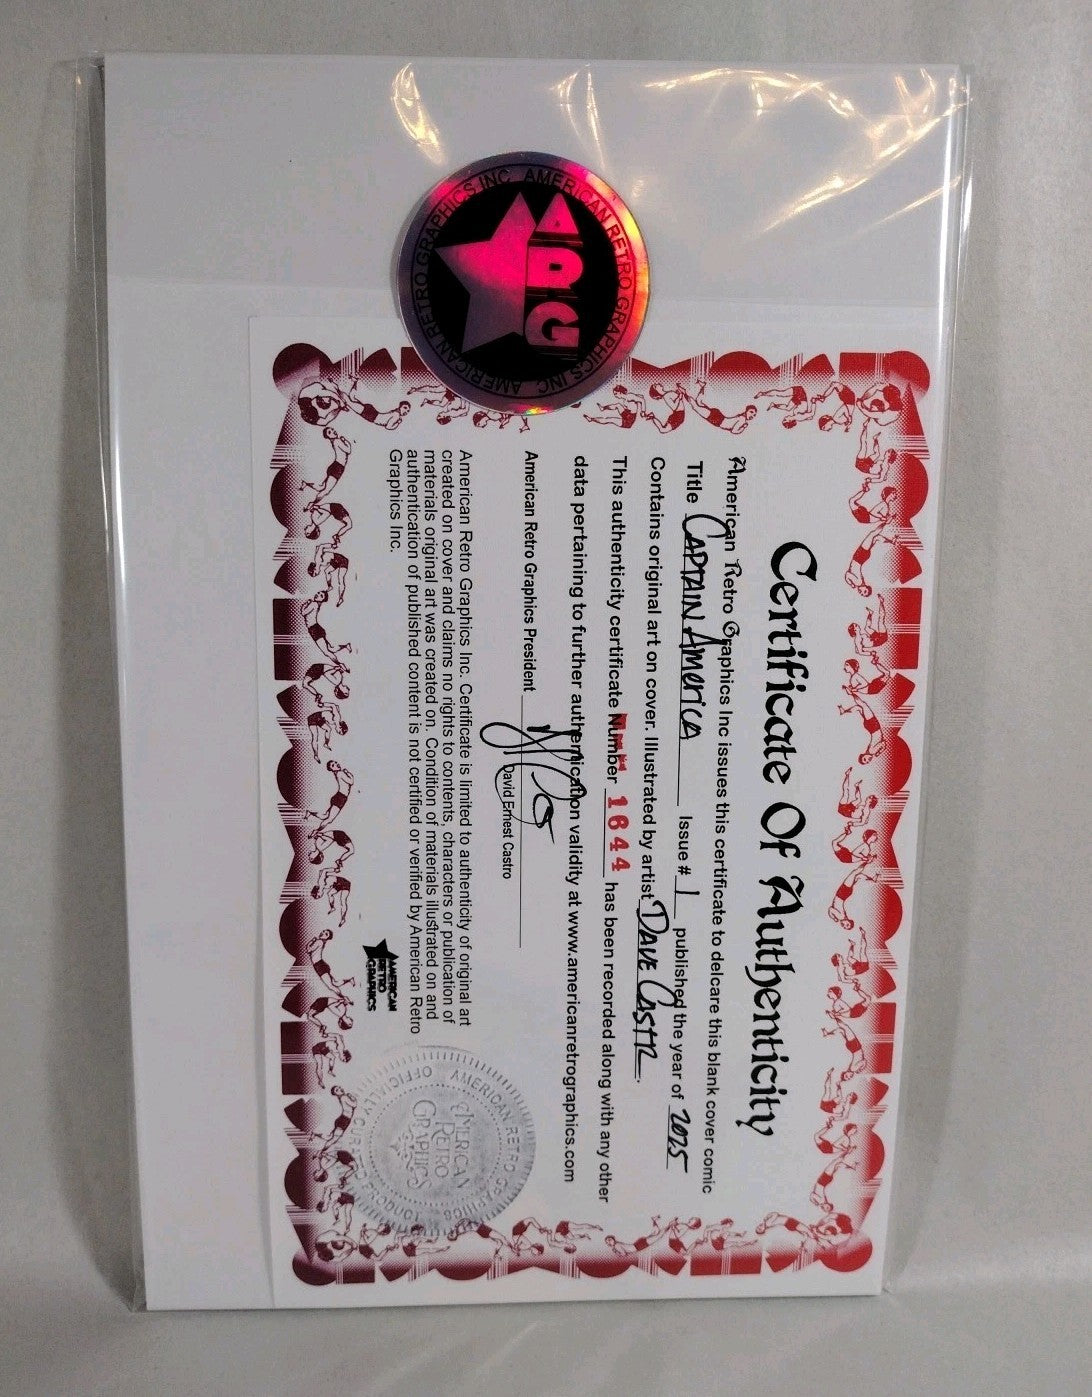 AMERICAN RETRO GRAPHICS INC. AMERICAN RETRO GRAPHICS INC.
ARG
Certificate Of Authenticity
American Retro Graphics Inc issues this certificate to delcare this blank cover comic
Title CAPTAIN America Issue # 1 published the year of 2025
Contains original art on cover. Illustrated by artist DAVE CASTR
This authenticity certificate Number 1644 has been recorded along with any other
data pertaining to further authentication validity at www.americanretrographics.com
American Retro Graphics President
David Ernest Castro
American Retro Graphics Inc. Certificate is limited to authenticity of original art
created on cover and claims no rights to contents, characters or publication of
materials original art was created on. Condition of materials illustrated on and
authentication of published content is not certified or verified by American Retro
Graphics Inc.
AMERICAN
RETRO
GRAPHICS
AMERICAN RETRO GRAPHICS
OFFICIALLY
AMERICAN
RETRO
GRAPHICS